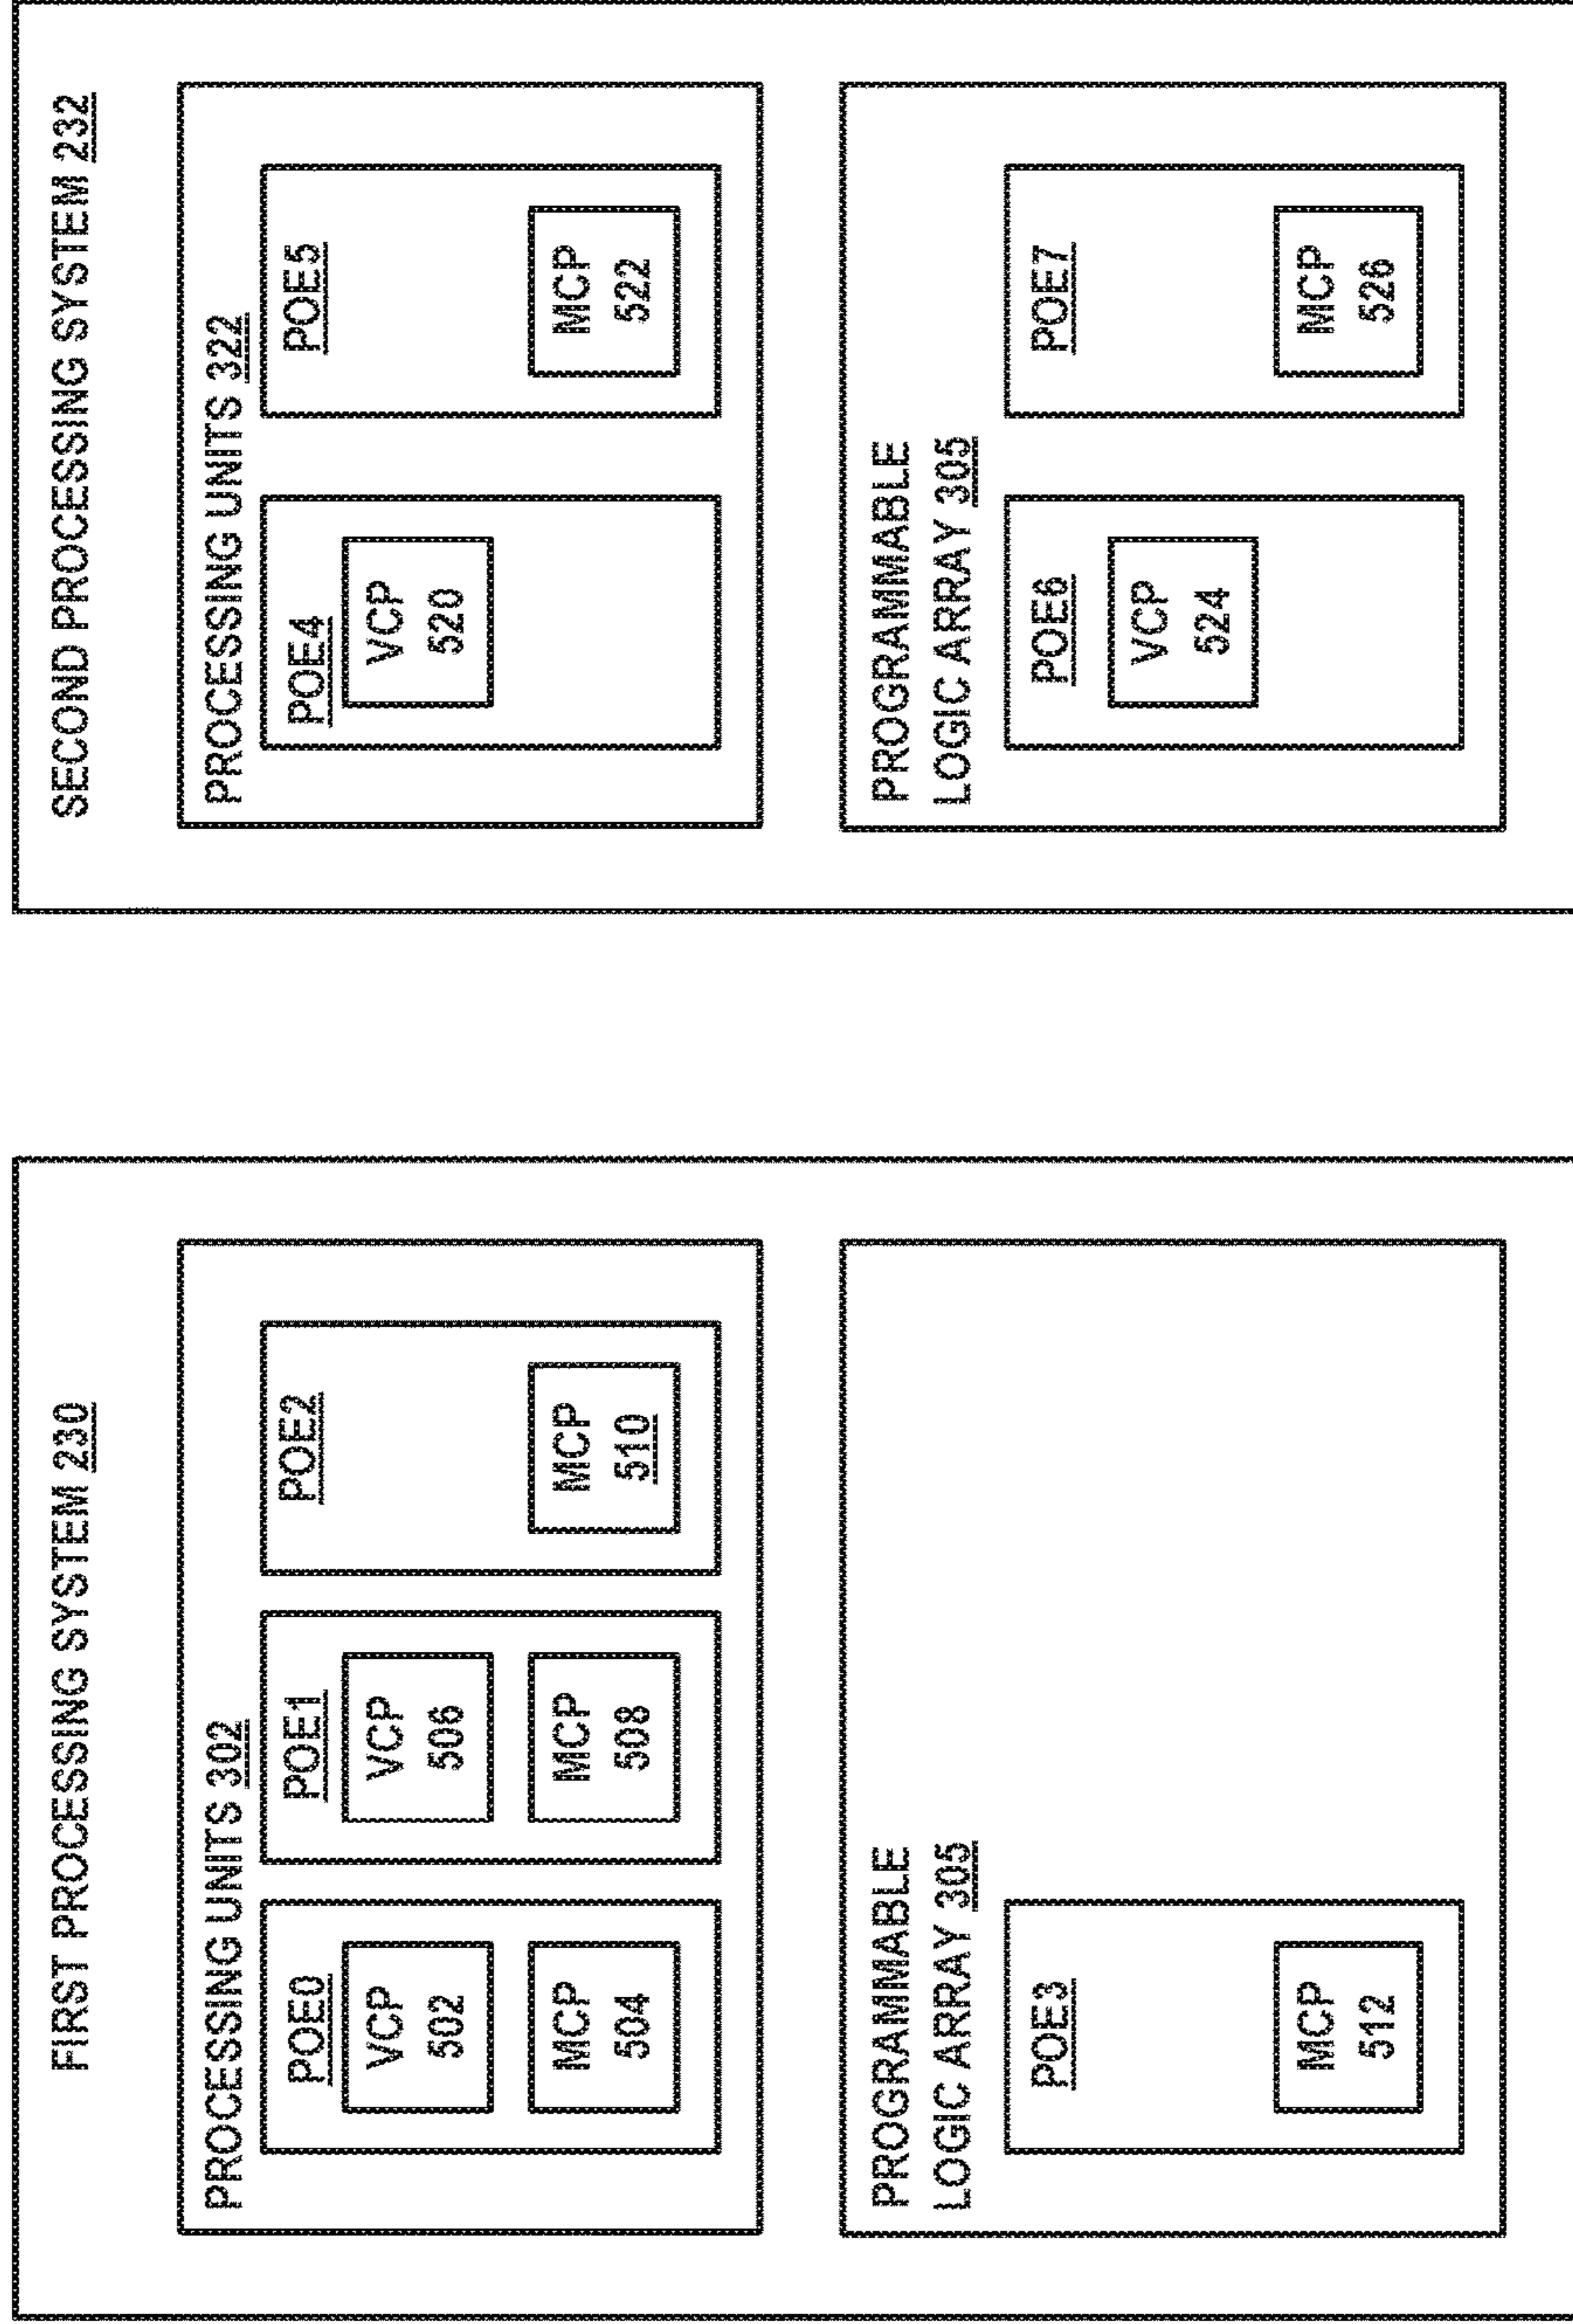 FIRST PROCESSING SYSTEM 230
PROCESSING UNITS 302
POE0
VCP
502
MCP
504
POE1
VCP
506
MCP
508
POE2
MCP
510
PROGRAMMABLE
LOGIC ARRAY 305
POE3
MCP
512
SECOND PROCESSING SYSTEM 232
PROCESSING UNITS 322
POE4
VCP
520
POE5
MCP
522
PROGRAMMABLE
LOGIC ARRAY 305
POE6
VCP
524
POE7
MCP
526